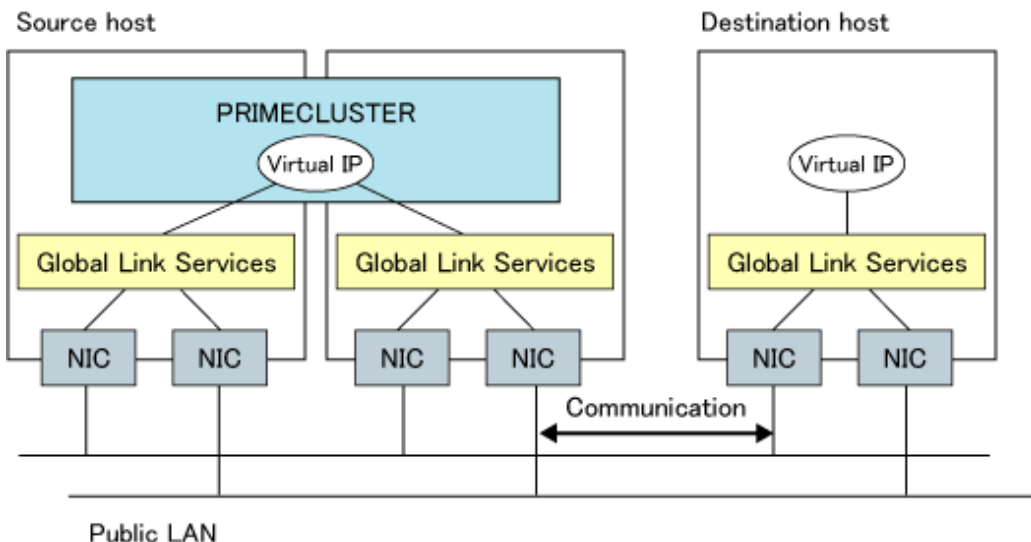 Source host
Destination host
PRIMECLUSTER
Virtual IP
Virtual IP
Global Link Services
Global Link Services
Global Link Services
NIC
NIC
NIC
NIC
NIC
NIC
Communication
Public LAN